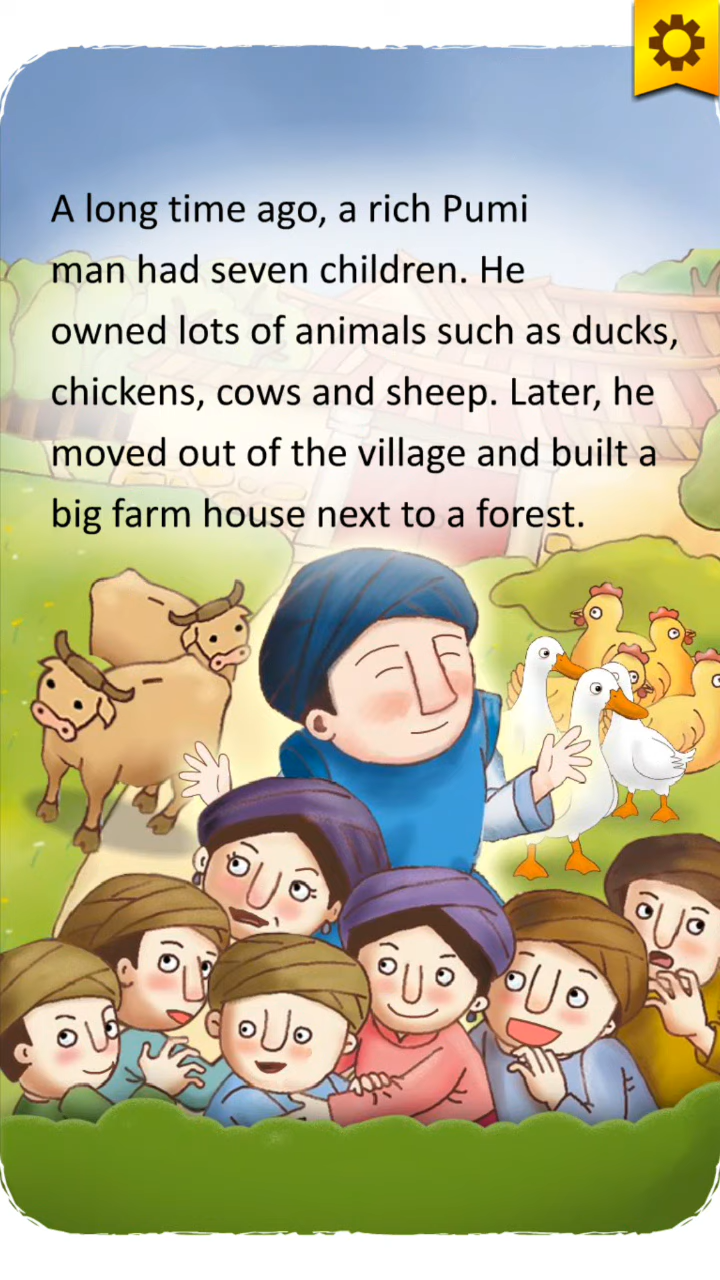 A long time ago, a rich Pumi
man had seven children. He
owned lots of animals such as ducks,
chickens, cows and sheep. Later, he
moved out of the village and built a
big farm house next to a forest.